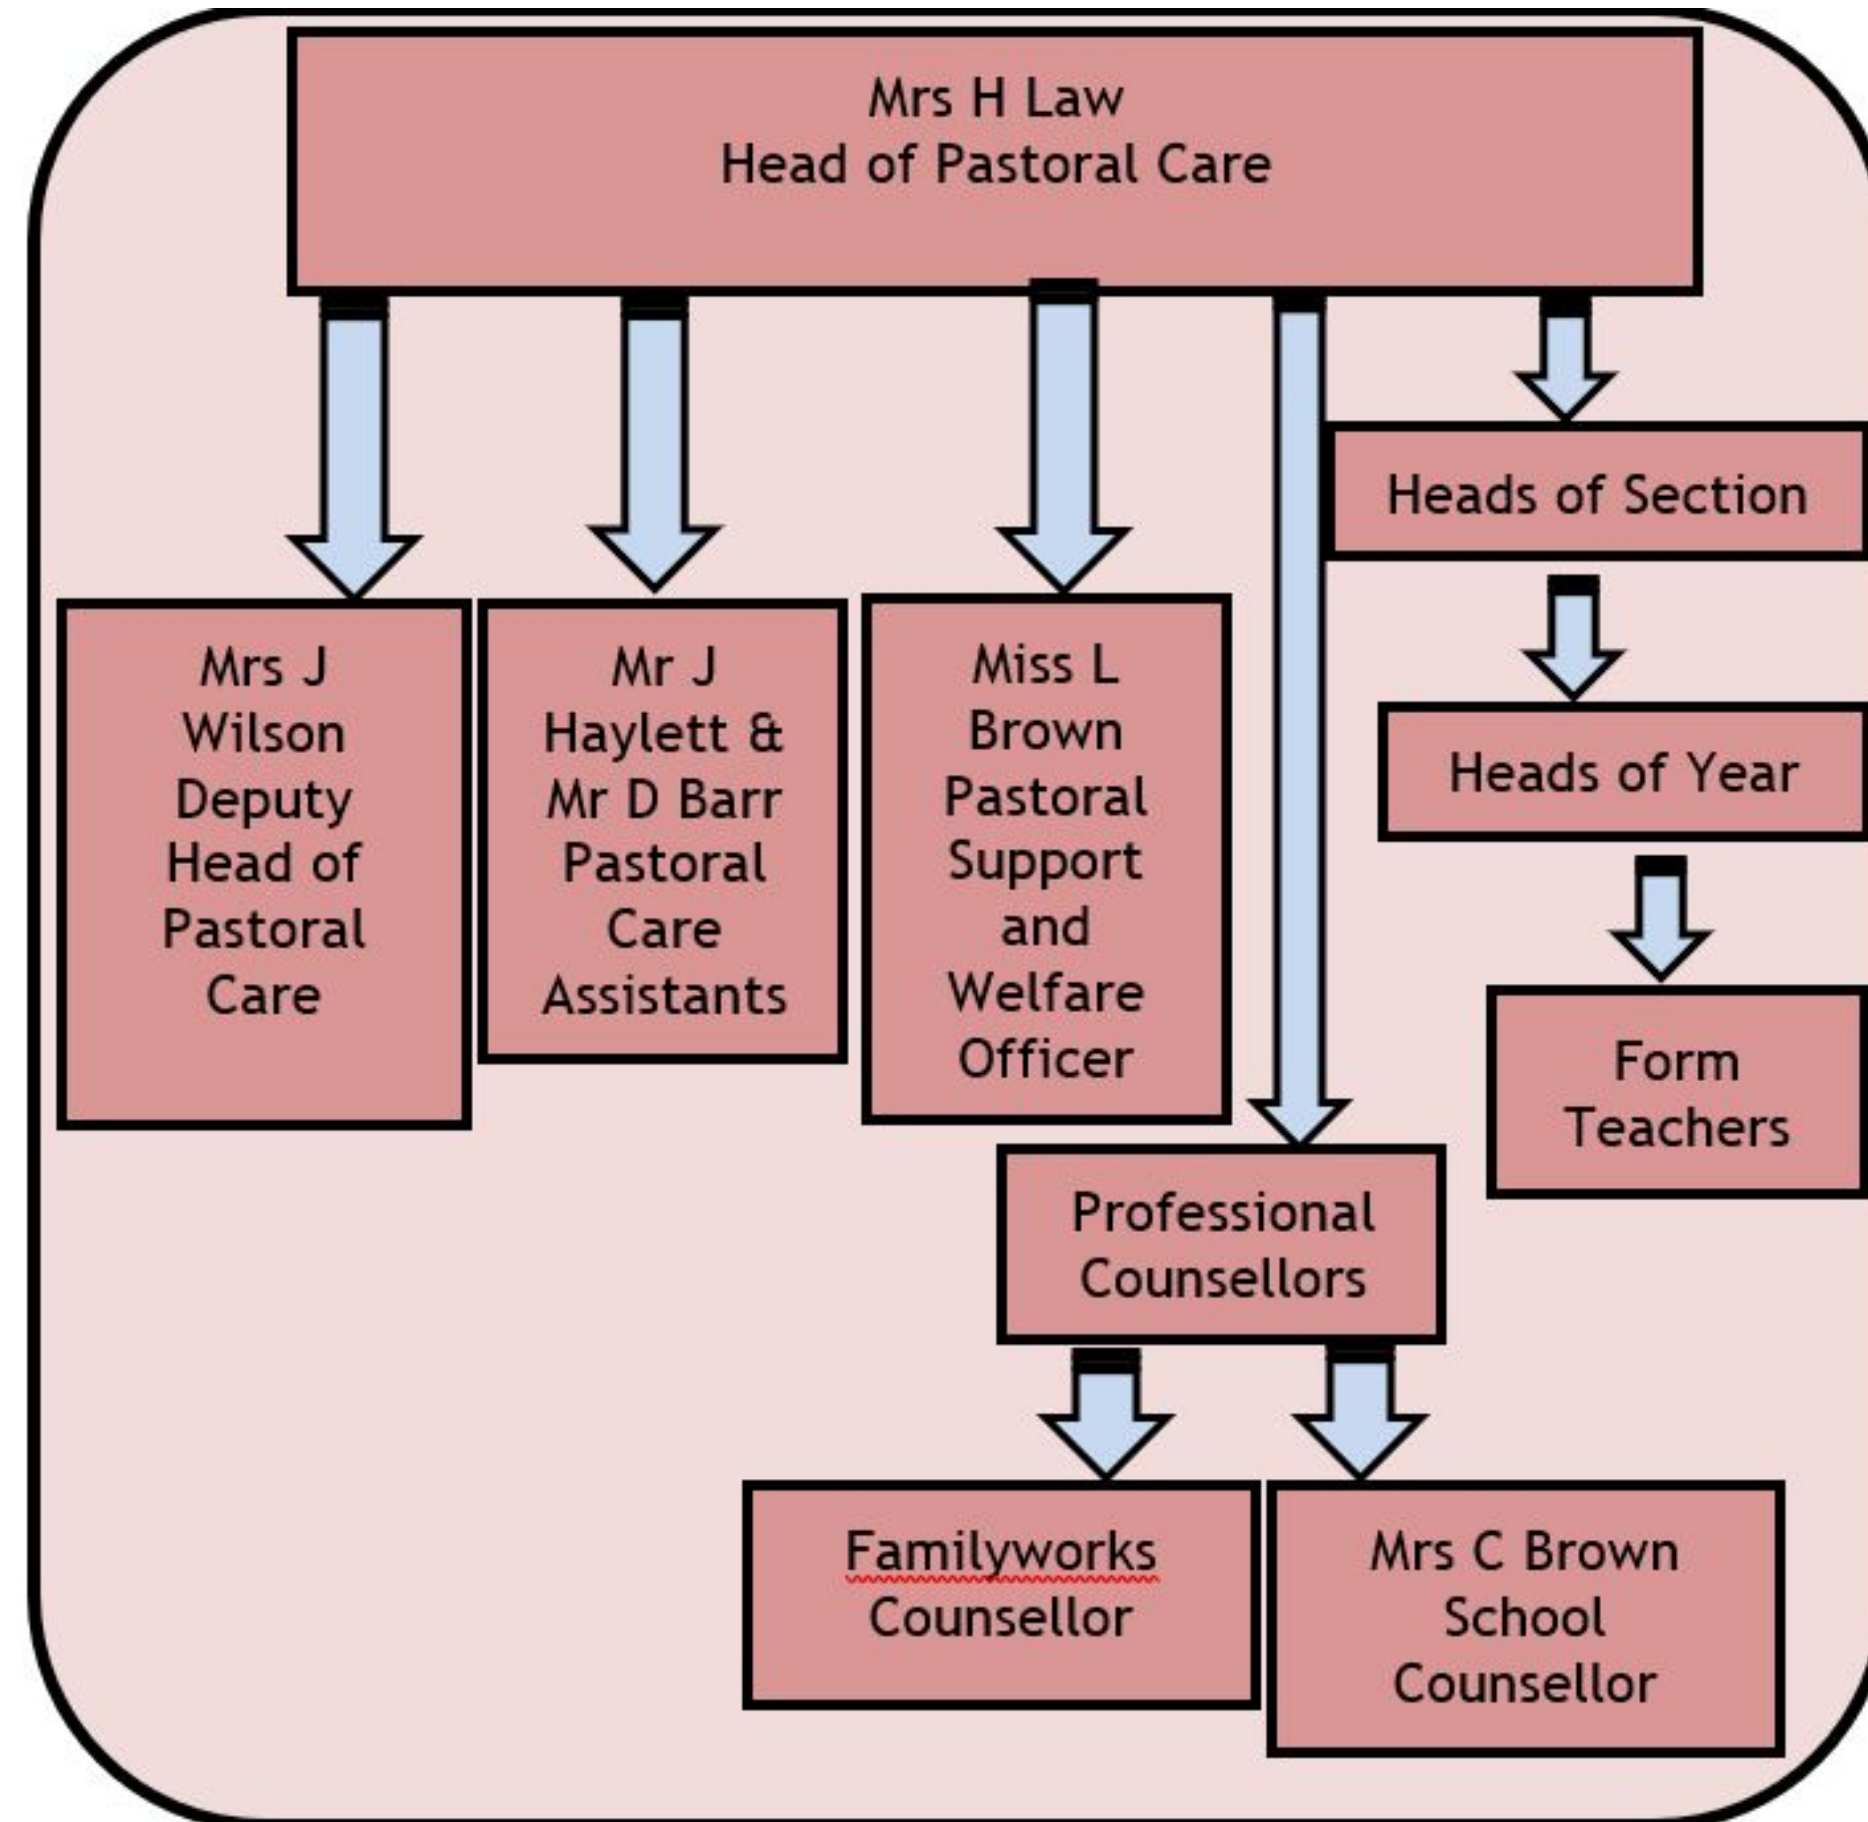 Mrs H Law
Head of Pastoral Care
Mrs J
Wilson
Deputy
Head of
Pastoral
Care
Mr J
Haylett &
Mr D Barr
Pastoral
Care
Assistants
Miss L
Brown
Pastoral
Support
and
Welfare
Officer
Heads of Section
Heads of Year
Form
Teachers
Professional
Counsellors
Familyworks
Counsellor
Mrs C Brown
School
Counsellor